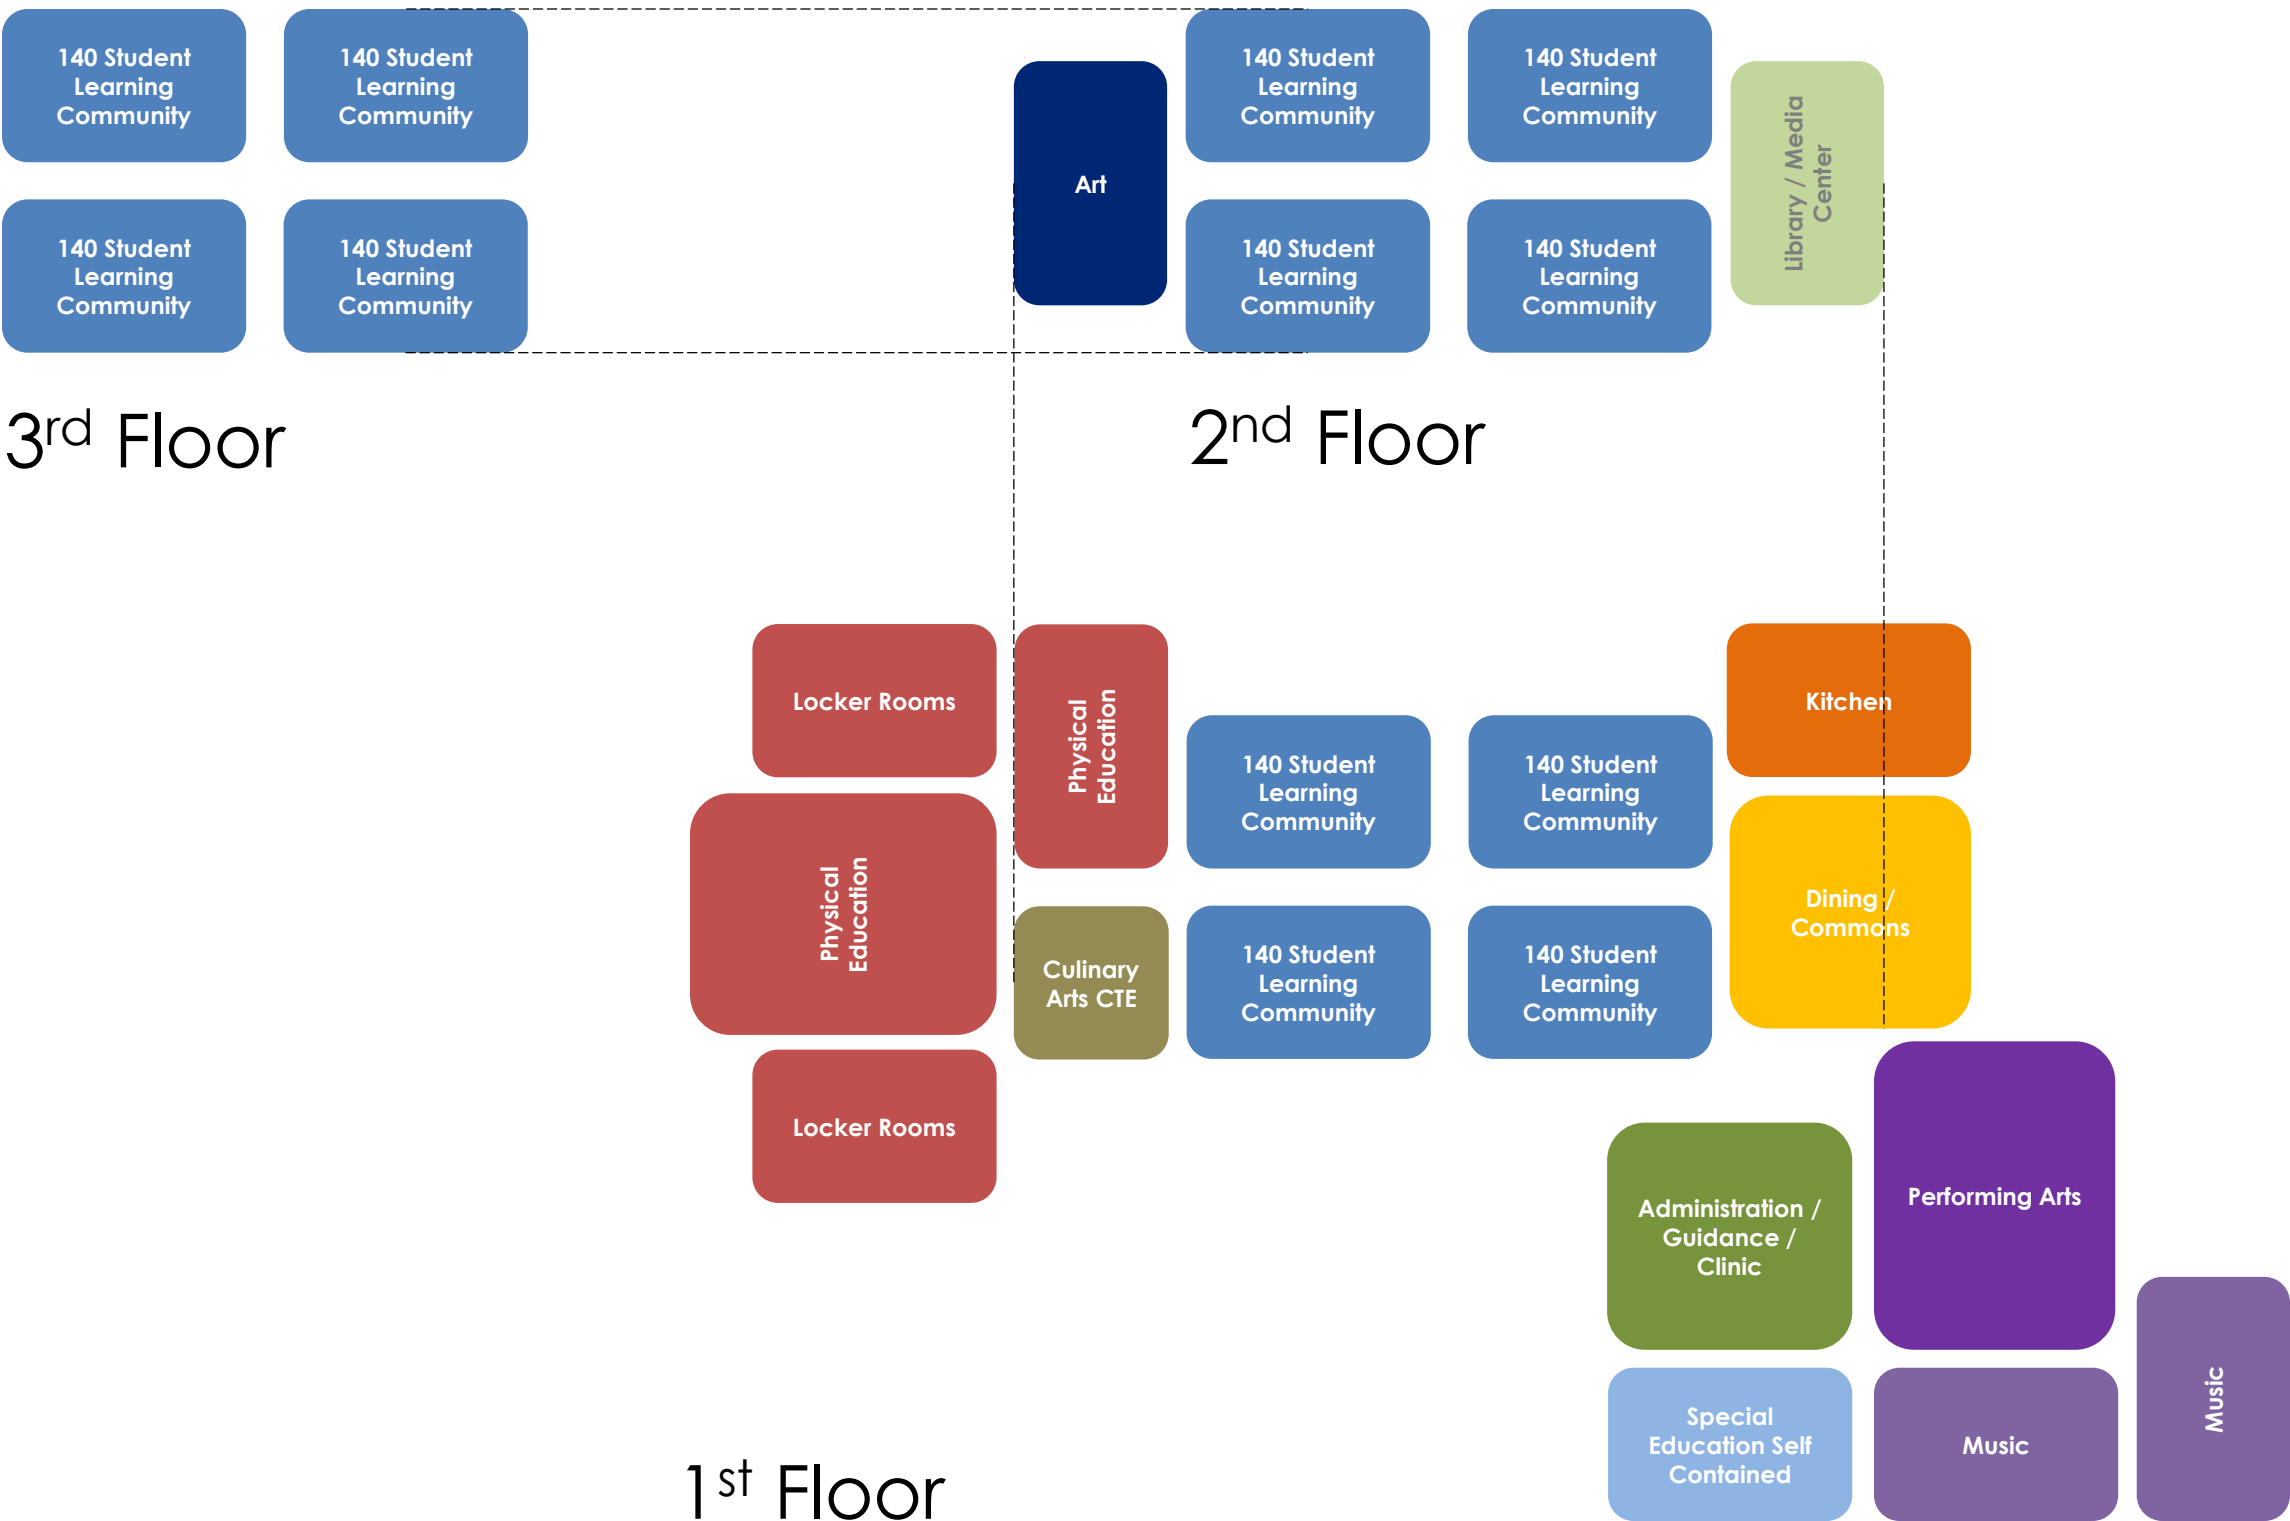 140 Student
Learning
Community
140 Student
Learning
Community
140 Student
Learning
Community
140 Student
Learning
Community
3rd Floor
Art
140 Student
Learning
Community
140 Student
Learning
Community
140 Student
Learning
Community
140 Student
Learning
Community
Library / Media
Center
2nd Floor
Locker Rooms
Physical
Education
Locker Rooms
Physical
Education
Culinary
Arts CTE
140 Student
Learning
Community
140 Student
Learning
Community
140 Student
Learning
Community
140 Student
Learning
Community
Kitchen
Dining /
Commons
Administration /
Guidance /
Clinic
Performing Arts
Special
Education Self
Contained
Music
Music
1st Floor